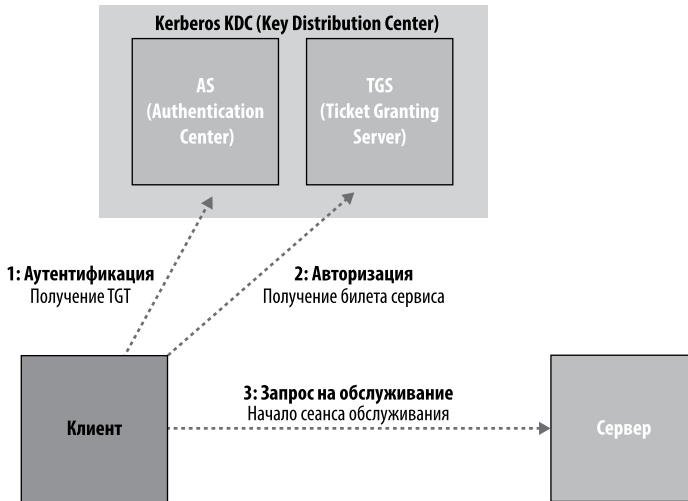 Kerberos KDC (Key Distribution Center)
AS
(Authentication
Center)
TGS
(Ticket Granting
Server)
1: Аутентификация
Получение TGT
2: Авторизация
Получение билета сервиса
3: Запрос на обслуживание
Начало сеанса обслуживания
Клиент
Сервер